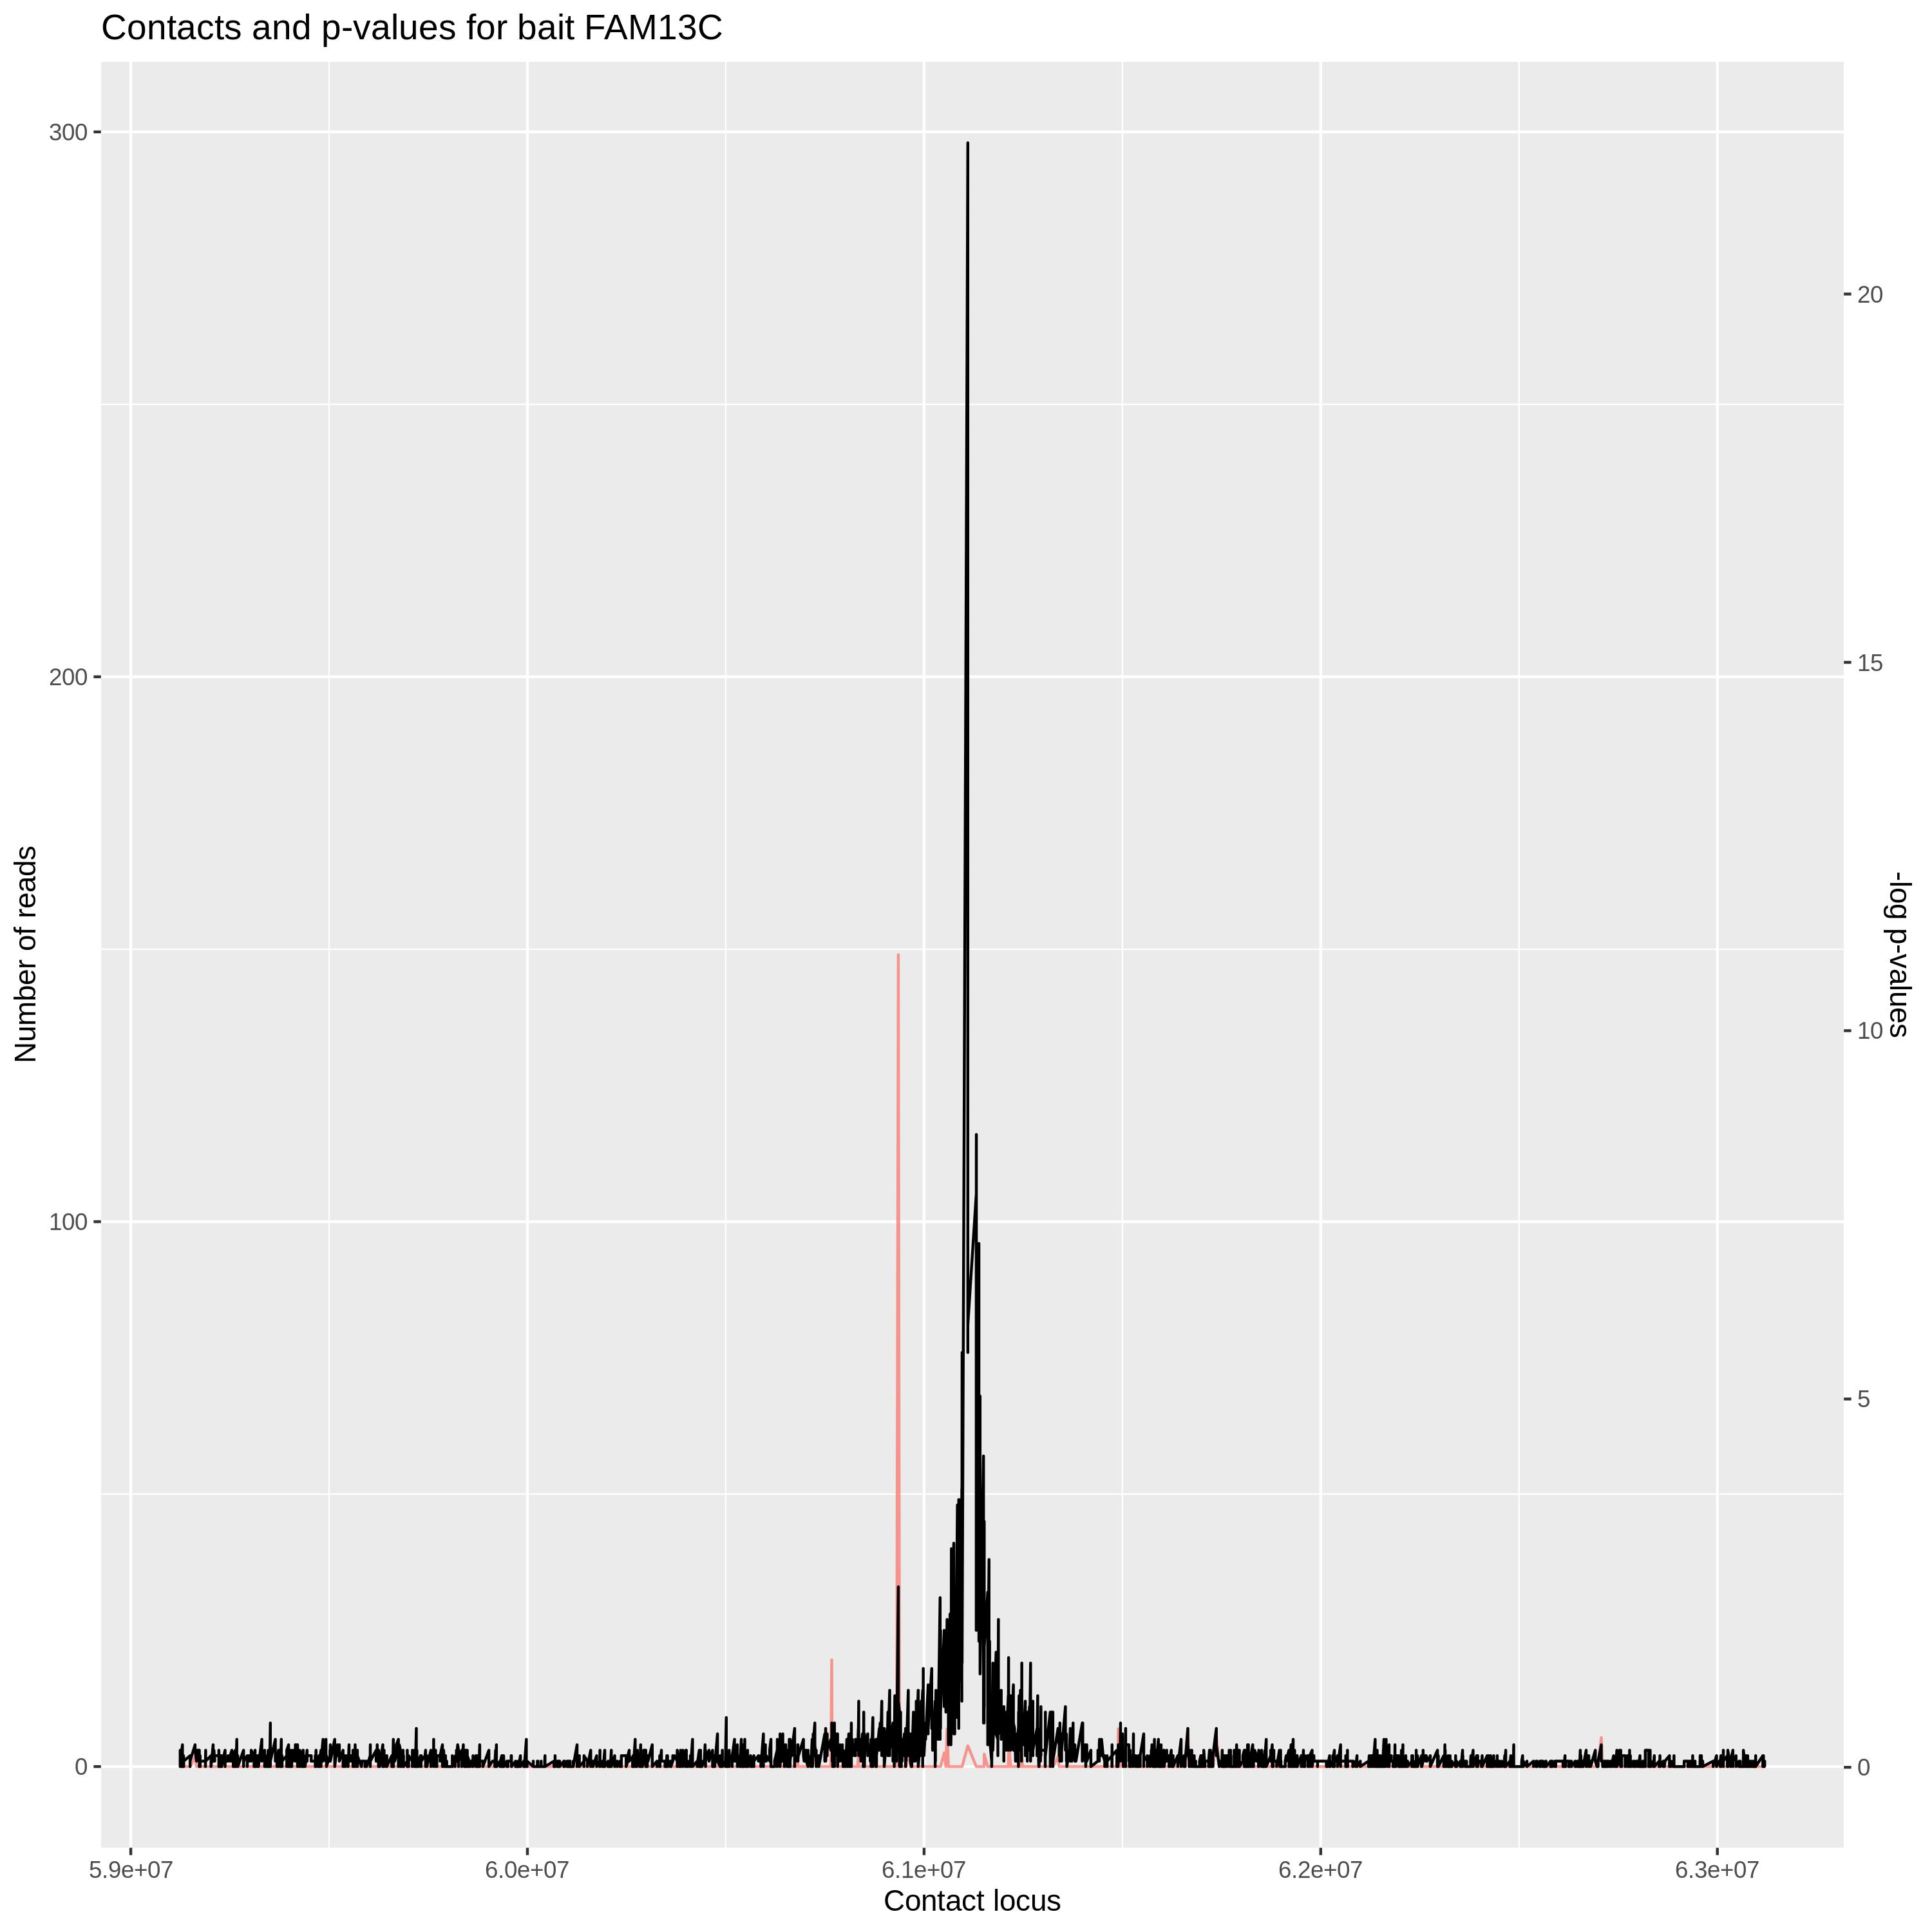 Contacts and p-values for bait FAM13C
300
200
100
0
Number of reads
20
15
10
5
0
-log p-values
5.9e+07 6.0e+07 6.1e+07 6.2e+07 6.3e+07
Contact locus